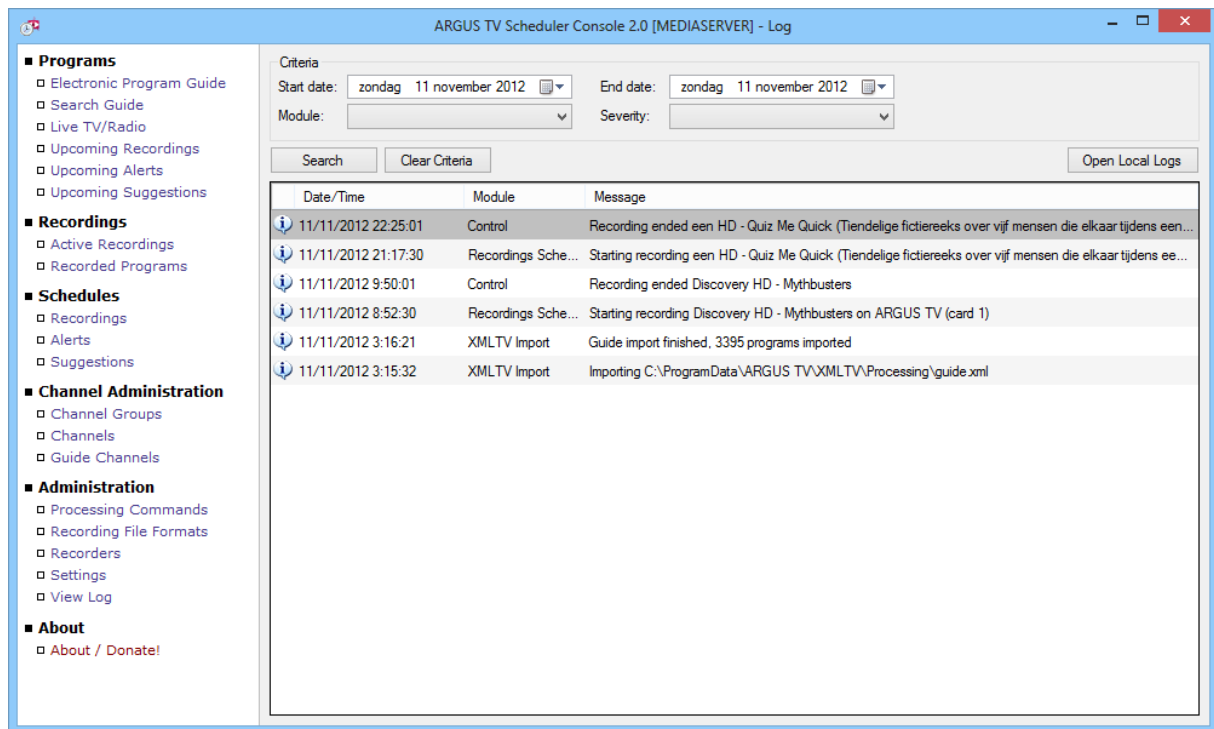 ARGUS TV Scheduler Console 2.0 [MEDIASERVER] - Log
Programs
Electronic Program Guide
Search Guide
Live TV/Radio
Upcoming Recordings
Upcoming Alerts
Upcoming Suggestions
Recordings
Active Recordings
Recorded Programs
Schedules
Recordings
Alerts
Suggestions
Channel Administration
Channel Groups
Channels
Guide Channels
Administration
Processing Commands
Recording File Formats
Recorders
Settings
View Log
About
About / Donate!
Criteria
Start date: zondag 11 november 2012 End date: zondag 11 november 2012
Module: Severity:
Search Clear Criteria Open Local Logs
Date/Time Module Message
11/11/2012 22:25:01 Control Recording ended een HD - Quiz Me Quick (Tiendelige fictiereeks over vijf mensen die elkaar tijdens een...
11/11/2012 21:17:30 Recordings Sche... Starting recording een HD - Quiz Me Quick (Tiendelige fictiereeks over vijf mensen die elkaar tijdens ee...
11/11/2012 9:50:01 Control Recording ended Discovery HD - Mythbusters
11/11/2012 8:52:30 Recordings Sche... Starting recording Discovery HD - Mythbusters on ARGUS TV (card 1)
11/11/2012 3:16:21 XMLTV Import Guide import finished, 3395 programs imported
11/11/2012 3:15:32 XMLTV Import Importing C:\ProgramData\ARGUS TV\XMLTV\Processing\guide.xml